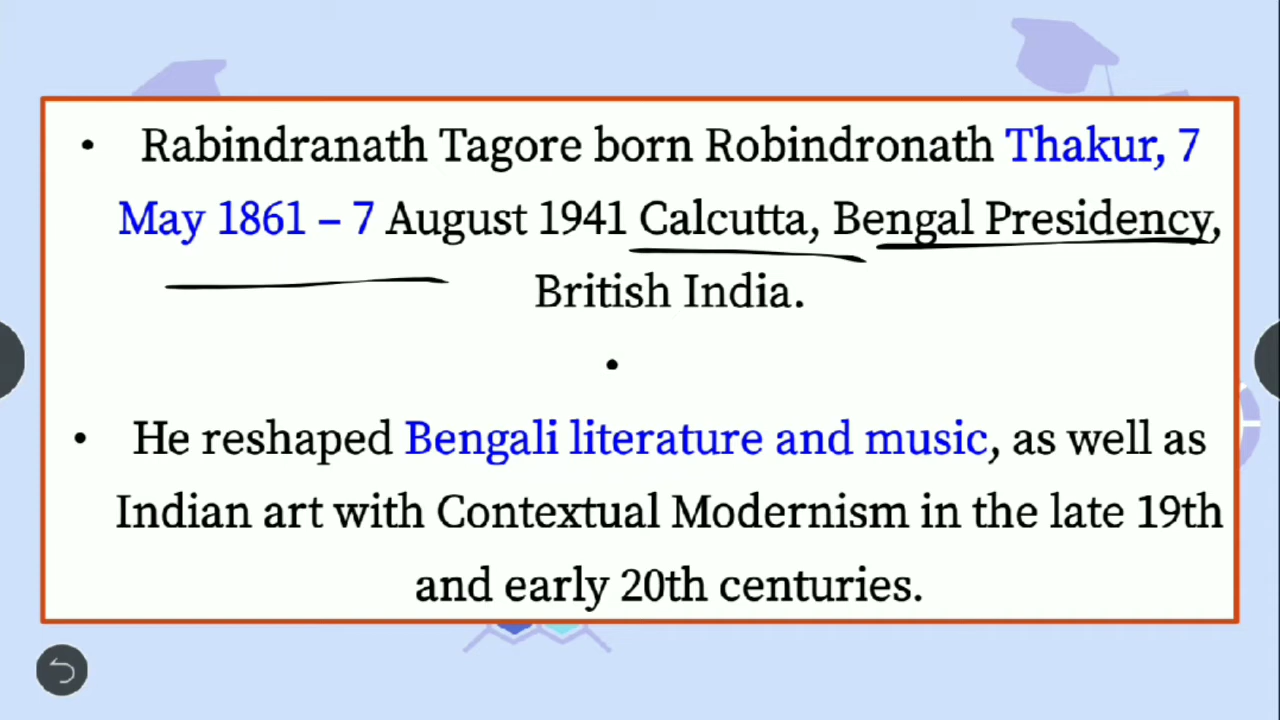 • Rabindranath Tagore born Robindronath Thakur, 7
May 1861 – 7 August 1941 Calcutta, Bengal Presidency,
British India.
•
• He reshaped Bengali literature and music, as well as
Indian art with Contextual Modernism in the late 19th
and early 20th centuries.